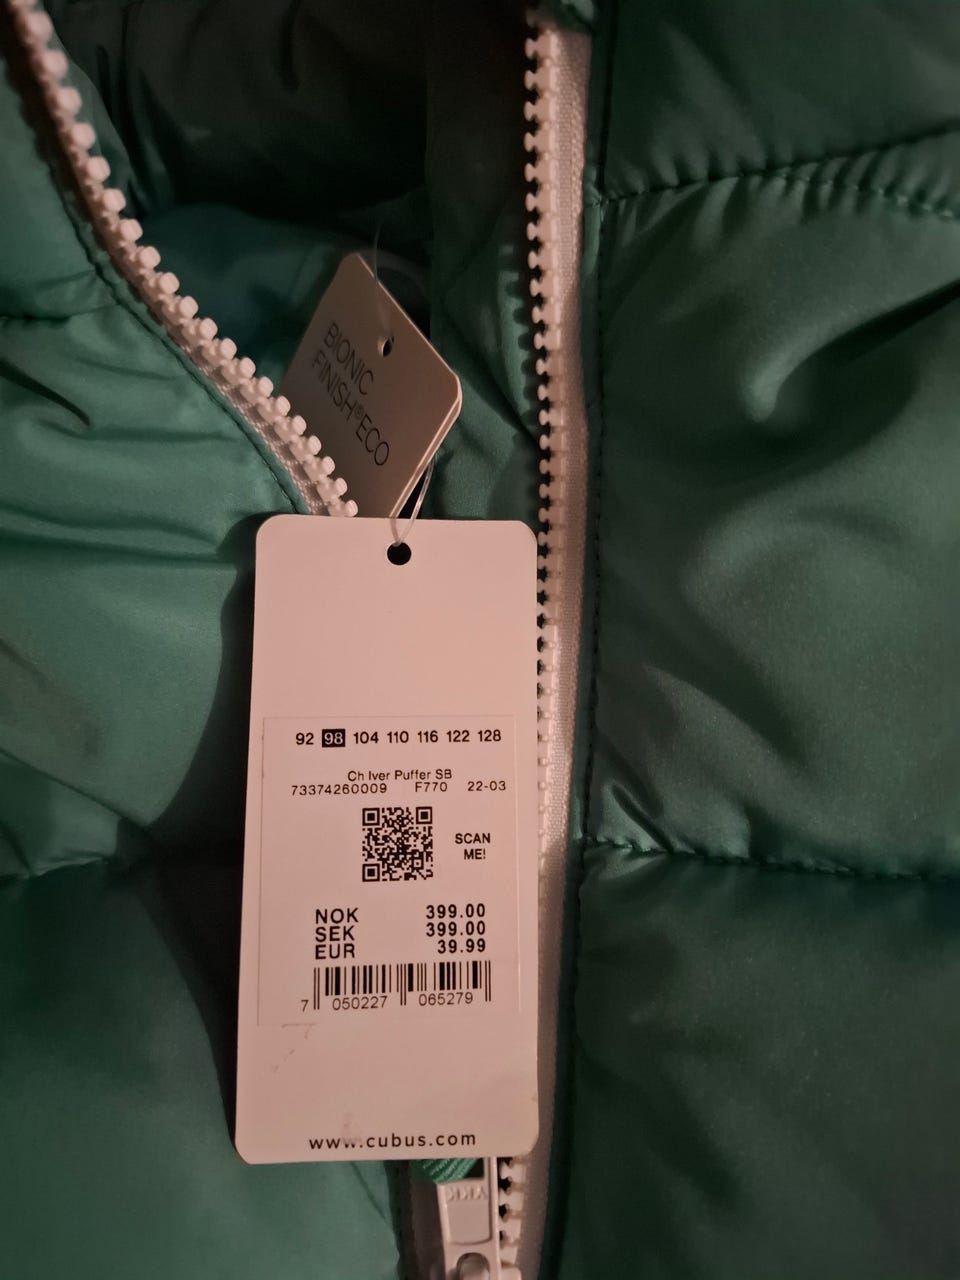 BIONIC
FINISH®ECO
92 98 104 110 116 122 128
Ch Iver Puffer SB
73374260009 F770 22-03
SCAN
ME!
NOK 399.00
SEK 399.00
EUR 39.99
7 050227 065279
www.cubus.com
YKK